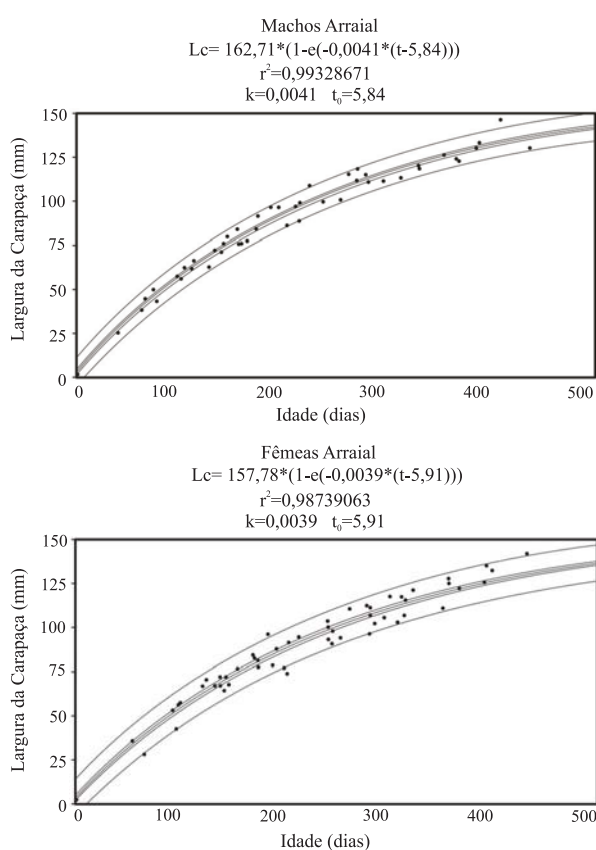 Machos Arraial
Lc= 162,71*(1-e(-0,0041*(t-5,84)))
r²=0,99328671
k=0,0041 t₀=5,84
150
125
100
75
50
25
0
Largura da Carapaça (mm)
100 200 300 400 500
Idade (dias)
Fêmeas Arraial
Lc= 157,78*(1-e(-0,0039*(t-5,91)))
r²=0,98739063
k=0,0039 t₀=5,91
150
125
100
75
50
25
0
Largura da Carapaça (mm)
100 200 300 400 500
Idade (dias)